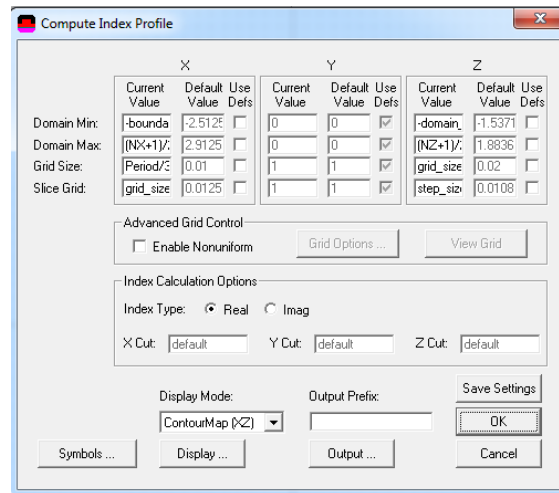 Compute Index Profile
X Y Z
Current Value Default Value Use Defs Current Value Default Value Use Defs Current Value Default Value Use Defs
Domain Min: -bounda -2.5125 0 0 -domain_ -1.5371
Domain Max: (NX+1)/ 2.9125 0 0 (NZ+1)/ 1.8836
Grid Size: Period/3 0.01 1 1 grid_size 0.02
Slice Grid: grid_size 0.0125 1 1 step_size 0.0108
Advanced Grid Control
Enable Nonuniform Grid Options ... View Grid
Index Calculation Options
Index Type: Real Imag
X Cut: default Y Cut: default Z Cut: default
Display Mode: Output Prefix: Save Settings
ContourMap (XZ) OK
Symbols ... Display ... Output ... Cancel